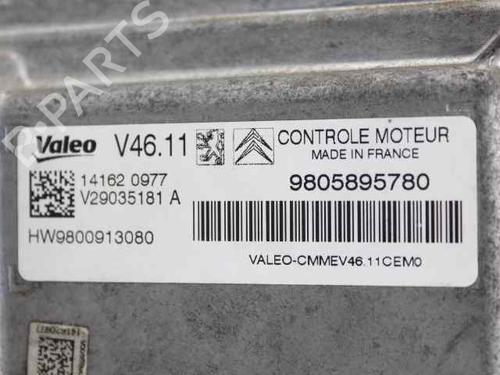 B-PARTS
Valeo V46.11 CONTROLE MOTEUR
MADE IN FRANCE
14162 0977
V29035181 A
9805895780
HW9800913080
VALEO-CMMEV46.11CEM0